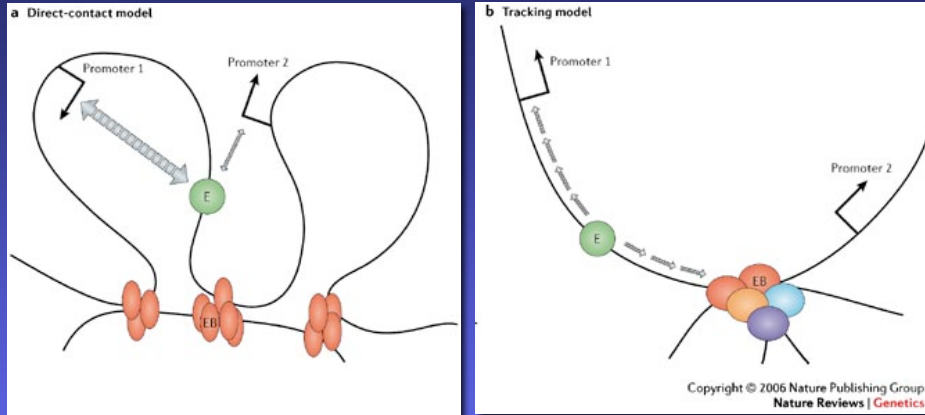 a Direct-contact model
Promoter 1
Promoter 2
E
EB
b Tracking model
Promoter 1
Promoter 2
E
EB
Copyright © 2006 Nature Publishing Group
Nature Reviews | Genetics